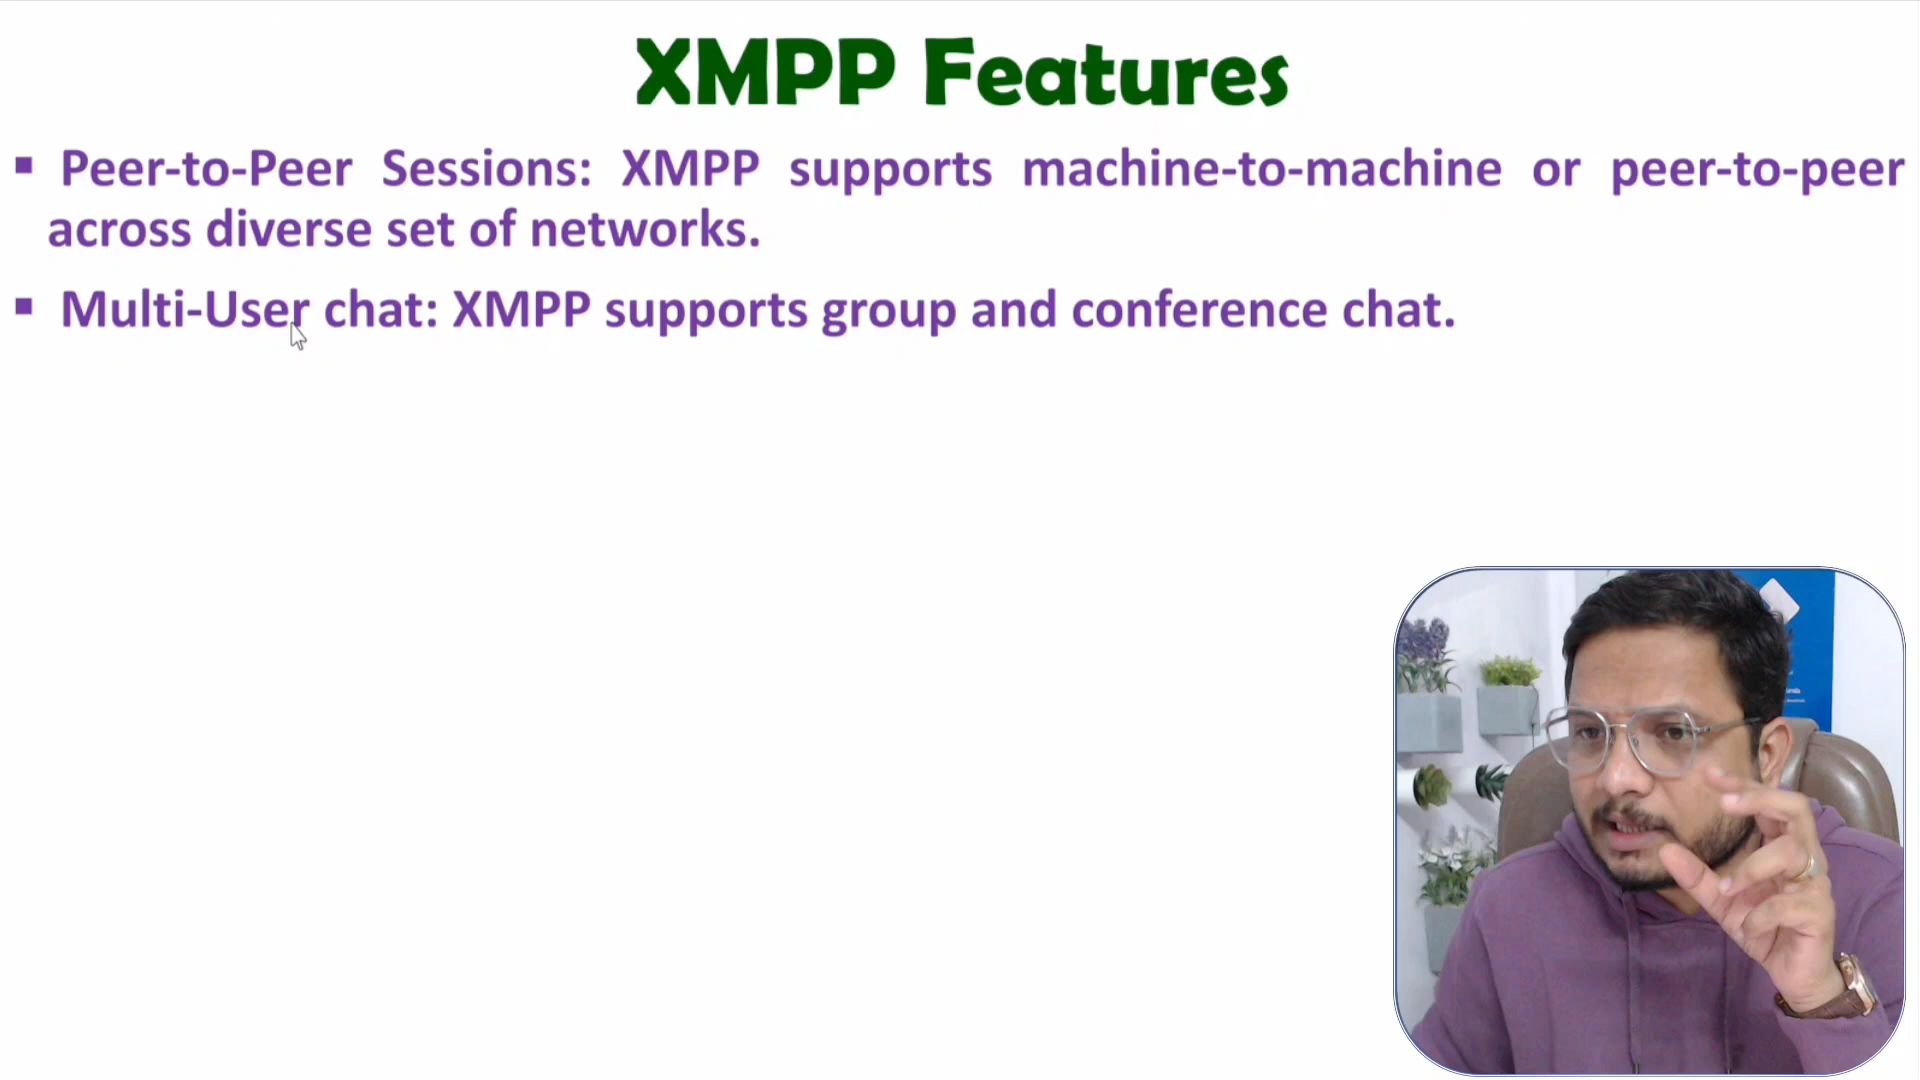 XMPP Features
▪ Peer-to-Peer Sessions: XMPP supports machine-to-machine or peer-to-peer
across diverse set of networks.
▪ Multi-User chat: XMPP supports group and conference chat.